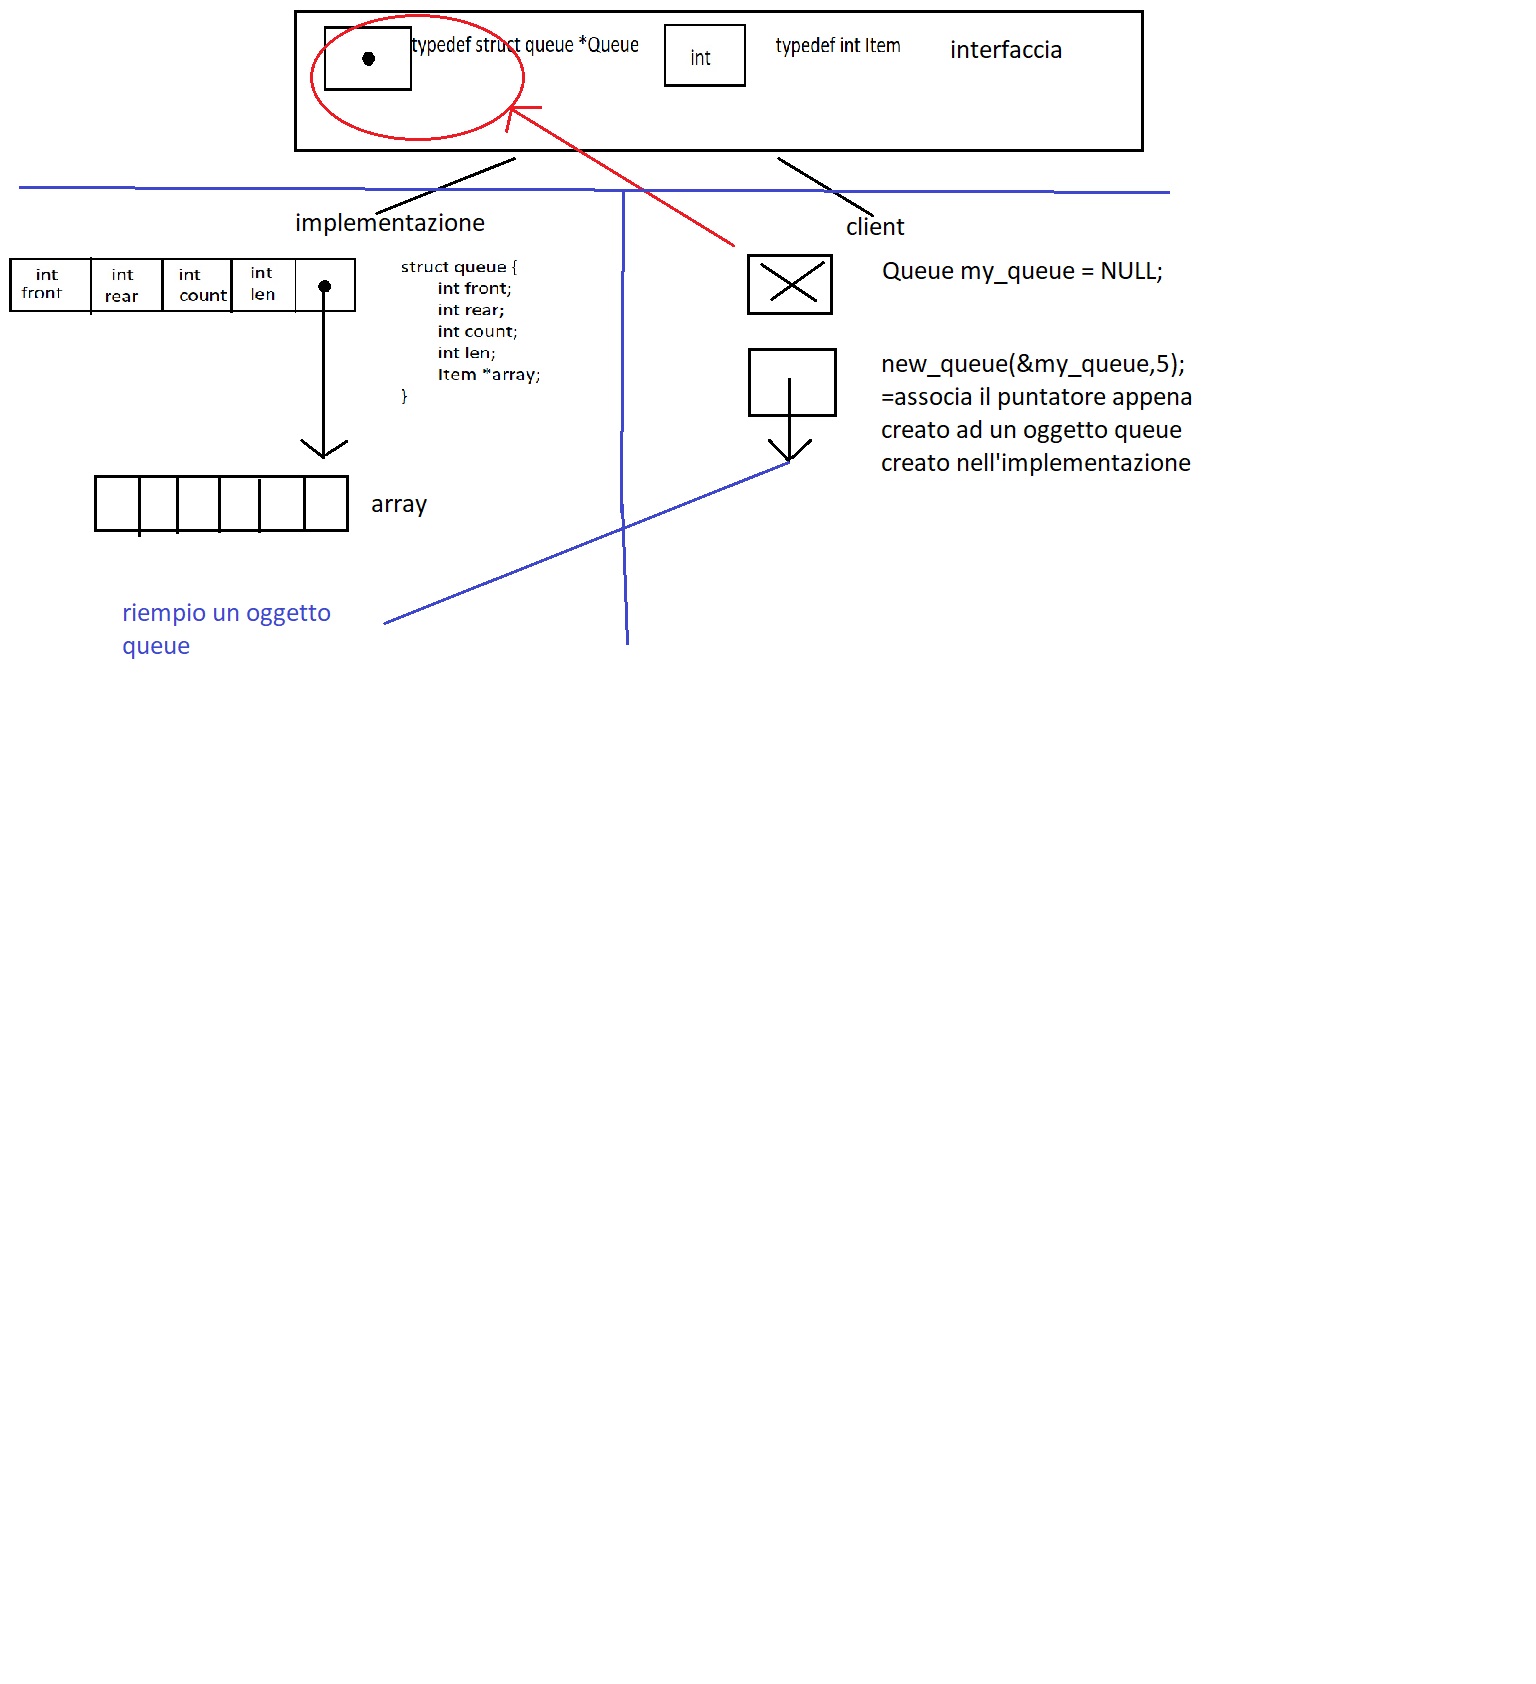 typedef struct queue *Queue
int
typedef int Item
interfaccia
implementazione
client
int
front
int
rear
int
count
int
len
struct queue {
int front;
int rear;
int count;
int len;
Item *array;
}
Queue my_queue = NULL;
new_queue(&my_queue,5);
=associa il puntatore appena
creato ad un oggetto queue
creato nell'implementazione
array
riempio un oggetto
queue